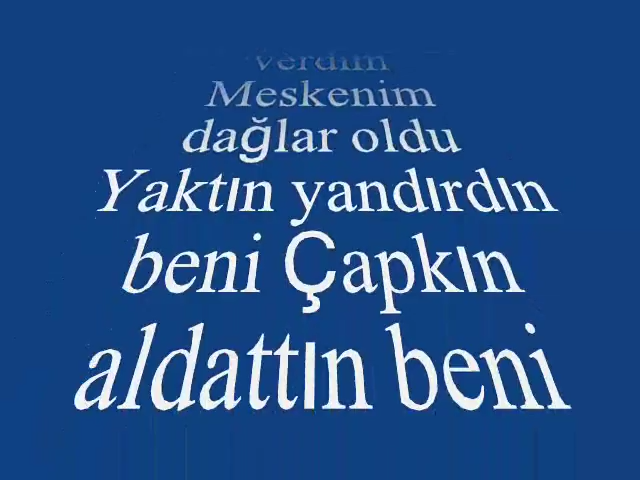 verdim
Meskenim
dağlar oldu
Yaktın yandırdın
beni Çapkın
aldattın beni